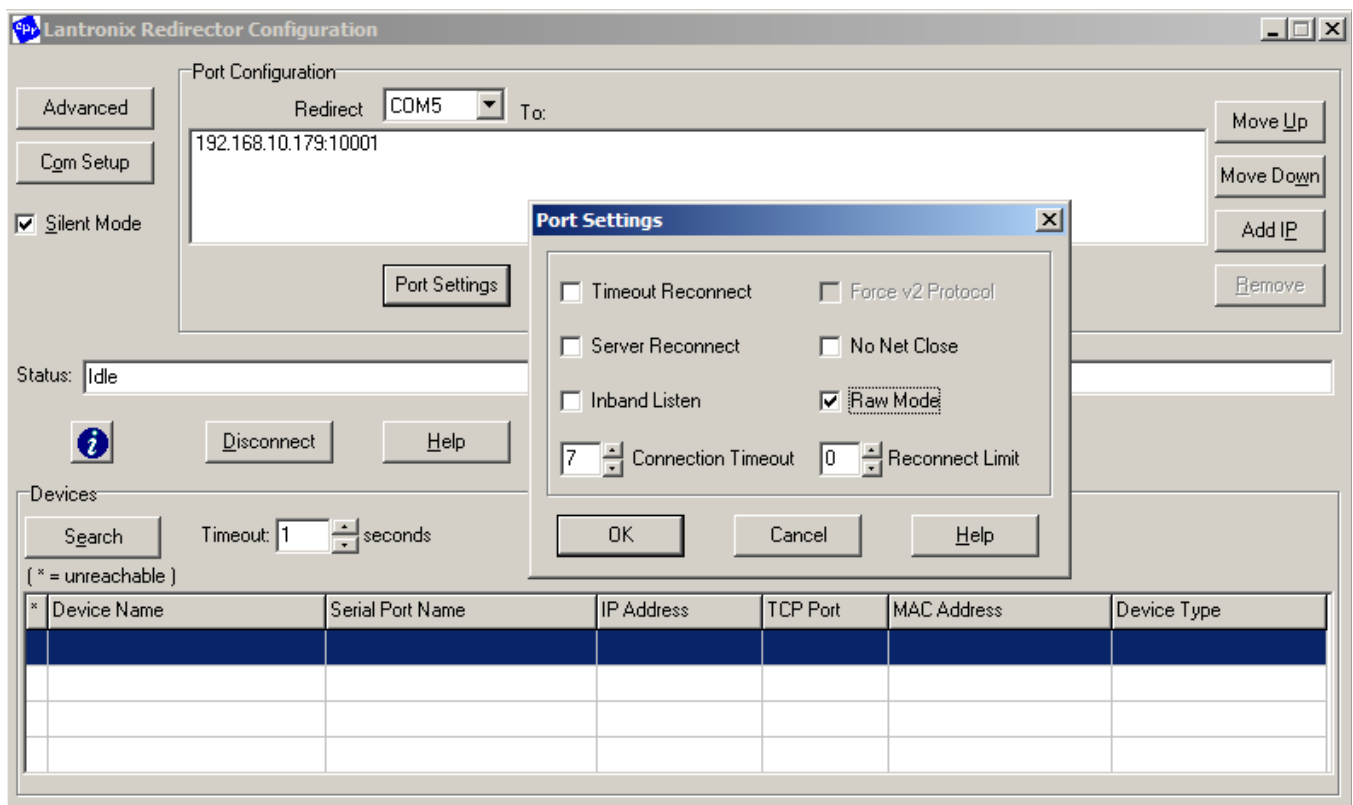 cpr Lantronix Redirector Configuration
Port Configuration
Advanced
Redirect COM5 To:
Move Up
192.168.10.179:10001
Com Setup
Move Down
Silent Mode
Add IP
Port Settings
Remove
Port Settings
Timeout Reconnect Force v2 Protocol
Server Reconnect No Net Close
Inband Listen Raw Mode
7 Connection Timeout 0 Reconnect Limit
OK Cancel Help
Status: Idle
i Disconnect Help
Devices
Search Timeout: 1 seconds
( * = unreachable )
* Device Name Serial Port Name IP Address TCP Port MAC Address Device Type